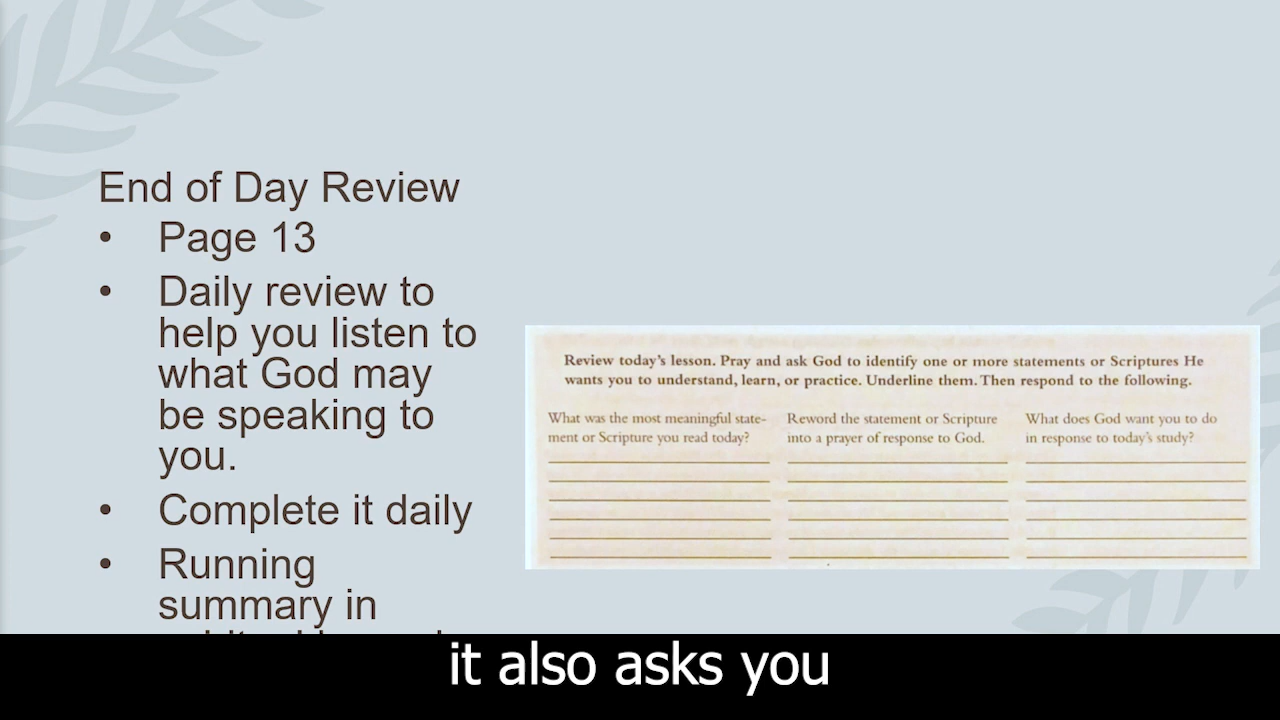 End of Day Review
• Page 13
• Daily review to
help you listen to
what God may
be speaking to
you.
• Complete it daily
• Running
summary in
Review today's lesson. Pray and ask God to identify one or more statements or Scriptures He
wants you to understand, learn, or practice. Underline them. Then respond to the following.
What was the most meaningful state-
ment or Scripture you read today?
Reword the statement or Scripture
into a prayer of response to God.
What does God want you to do
in response to today's study?
it also asks you